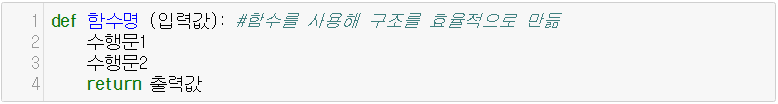 1 def 함수명 (입력값): #함수를 사용해 구조를 효율적으로 만듦
2 수행문1
3 수행문2
4 return 출력값